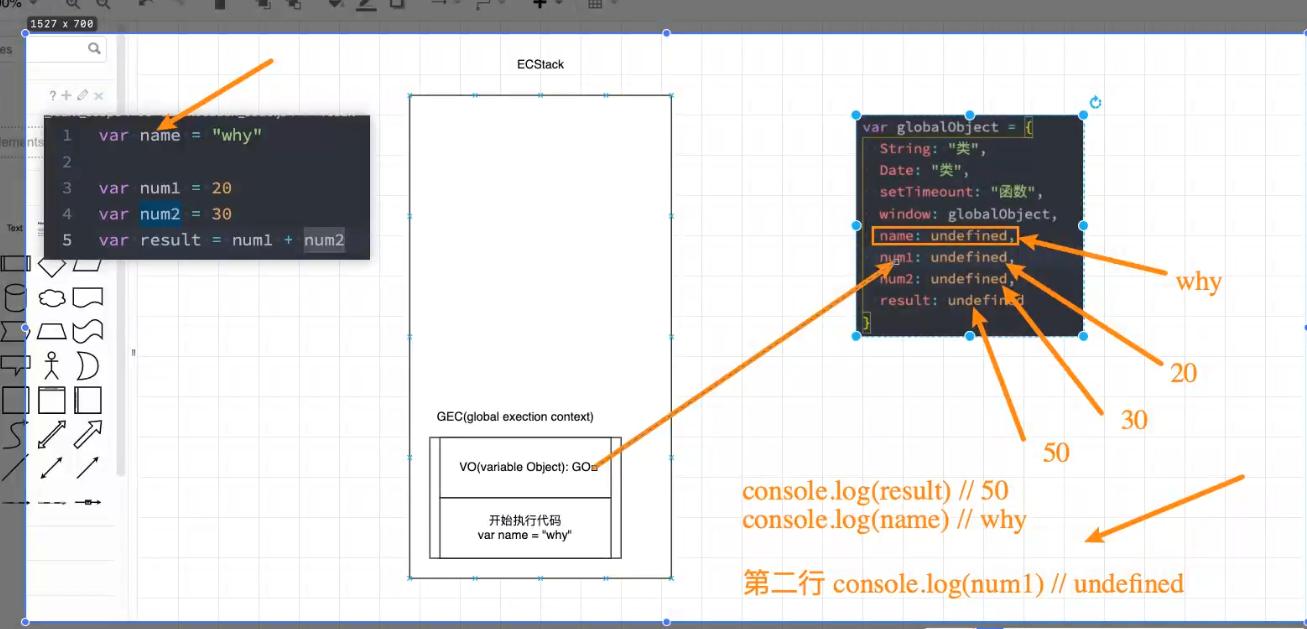 00%
1527 x 700
es
ECStack
?
1 var name = "why"
2
3 var num1 = 20
4 var num2 = 30
5 var result = num1 + num2
Text
var globalObject = {
String: "类",
Date: "类",
setTimeount: "函数",
window: globalObject,
name: undefined,
num1: undefined,
num2: undefined,
result: undefined
}
why
20
30
50
GEC(global exection context)
VO(variable Object): GO
开始执行代码
var name = "why"
console.log(result) // 50
console.log(name) // why
第二行 console.log(num1) // undefined